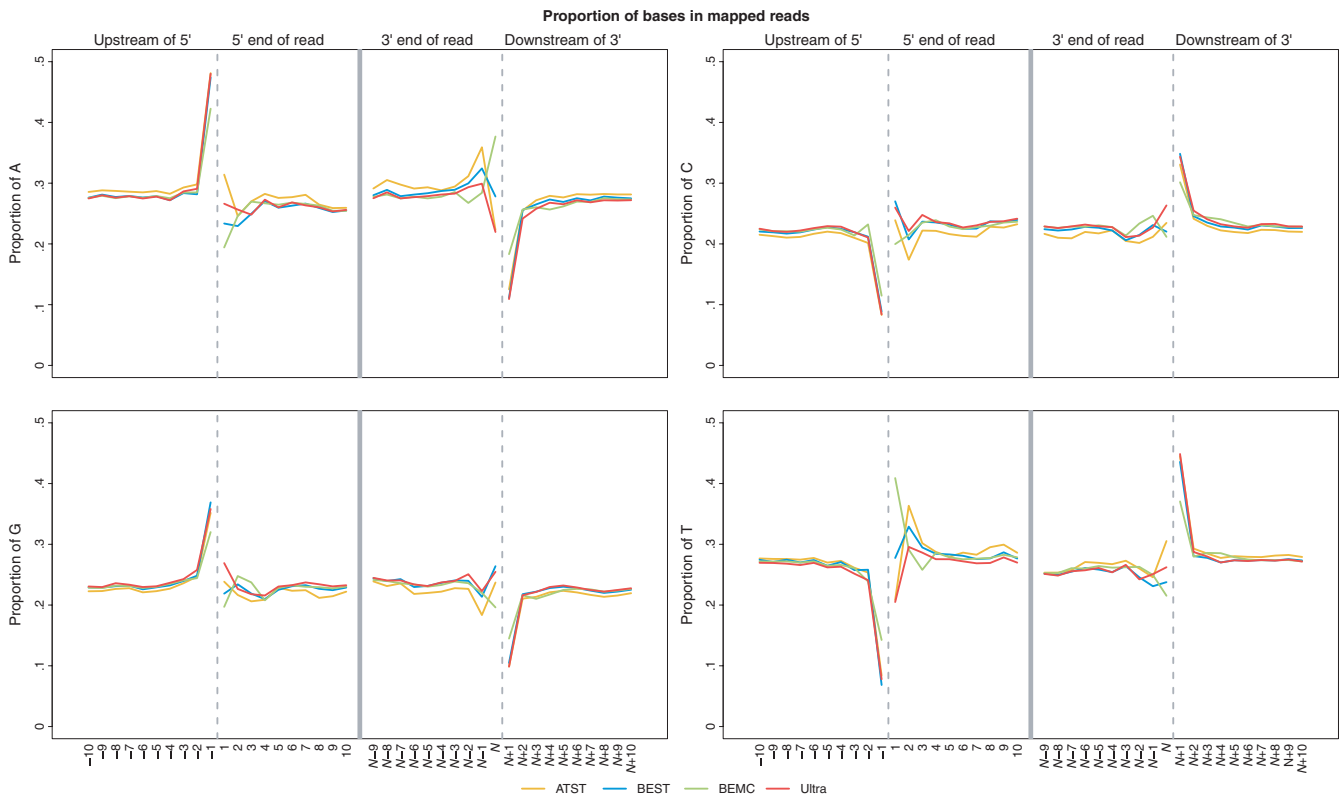 Proportion of bases in mapped reads
Upstream of 5' 5' end of read 3' end of read Downstream of 3'
Proportion of A
.5
.4
.3
.2
.1
0
Upstream of 5' 5' end of read 3' end of read Downstream of 3'
Proportion of C
.5
.4
.3
.2
.1
0
Proportion of G
.5
.4
.3
.2
.1
0
−10 −9 −8 −7 −6 −5 −4 −3 −2 −1 1 2 3 4 5 6 7 8 9 10 N−9 N−8 N−7 N−6 N−5 N−4 N−3 N−2 N−1 N N+1 N+2 N+3 N+4 N+5 N+6 N+7 N+8 N+9 N+10
Proportion of T
.5
.4
.3
.2
.1
0
−10 −9 −8 −7 −6 −5 −4 −3 −2 −1 1 2 3 4 5 6 7 8 9 10 N−9 N−8 N−7 N−6 N−5 N−4 N−3 N−2 N−1 N N+1 N+2 N+3 N+4 N+5 N+6 N+7 N+8 N+9 N+10
ATST BEST BEMC Ultra